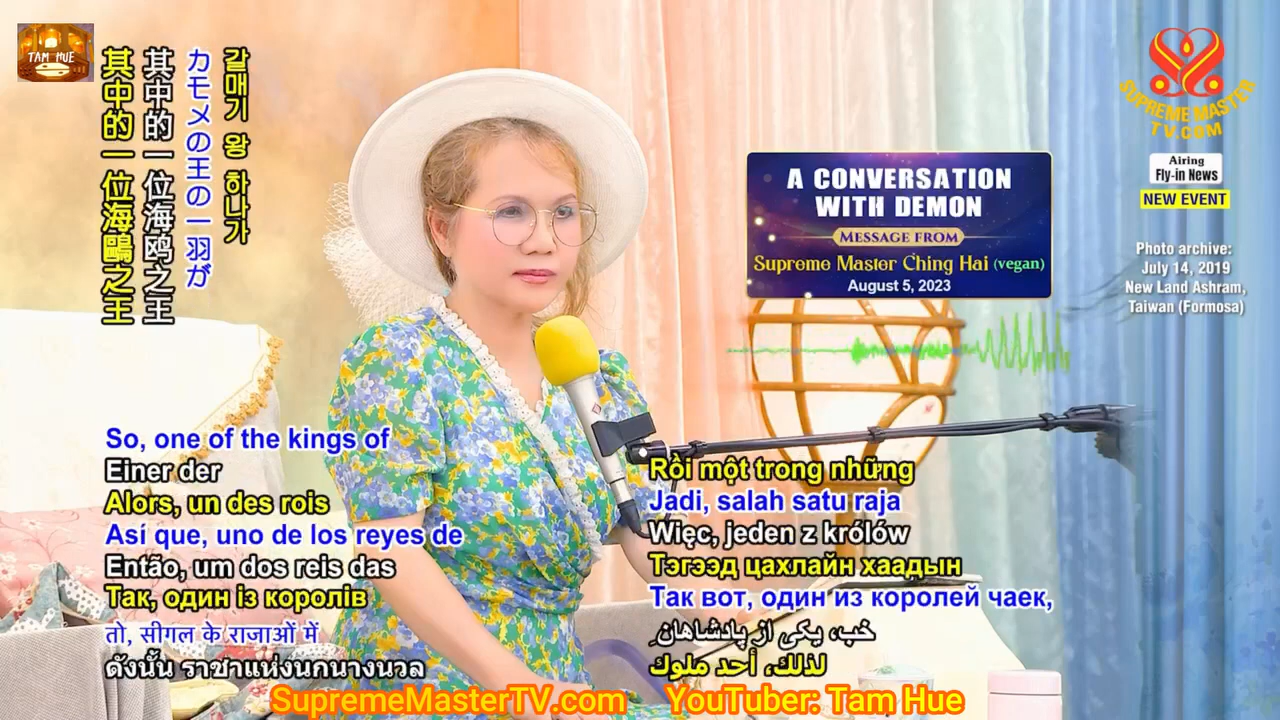 TAM HUE
其中的一位海鷗之王
其中的一位海鸥之王
カモメの王の一羽が
갈매기 왕 하나가
SUPREME MASTER
TV.COM
Airing
Fly-in News
NEW EVENT
Photo archive:
July 14, 2019
New Land Ashram,
Taiwan (Formosa)
A CONVERSATION
WITH DEMON
MESSAGE FROM
Supreme Master Ching Hai (vegan)
August 5, 2023
So, one of the kings of
Einer der
Alors, un des rois
Así que, uno de los reyes de
Então, um dos reis das
Так, один із королів
तो, सीगल के राजाओं में
ดังนั้น ราชาแห่งนกนางนวล
Rồi một trong những
Jadi, salah satu raja
Więc, jeden z królów
Тэгээд цахлайн хаадын
Так вот, один из королей чаек,
خب، یکی از پادشاهانِ
لذلك، أحد ملوك
SupremeMasterTV.com YouTuber: Tam Hue